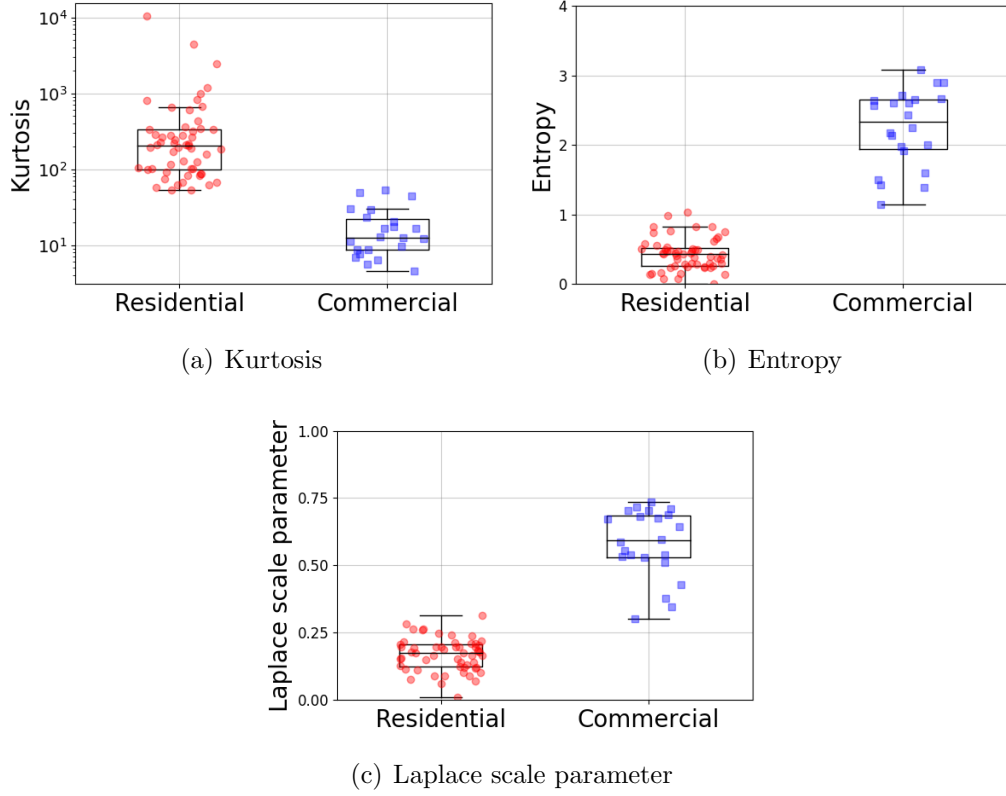 10^4
10^3
10^2
10^1
Kurtosis
Residential
Commercial
(a) Kurtosis
4
3
2
1
0
Entropy
Residential
Commercial
(b) Entropy
1.00
0.75
0.50
0.25
0.00
Laplace scale parameter
Residential
Commercial
(c) Laplace scale parameter